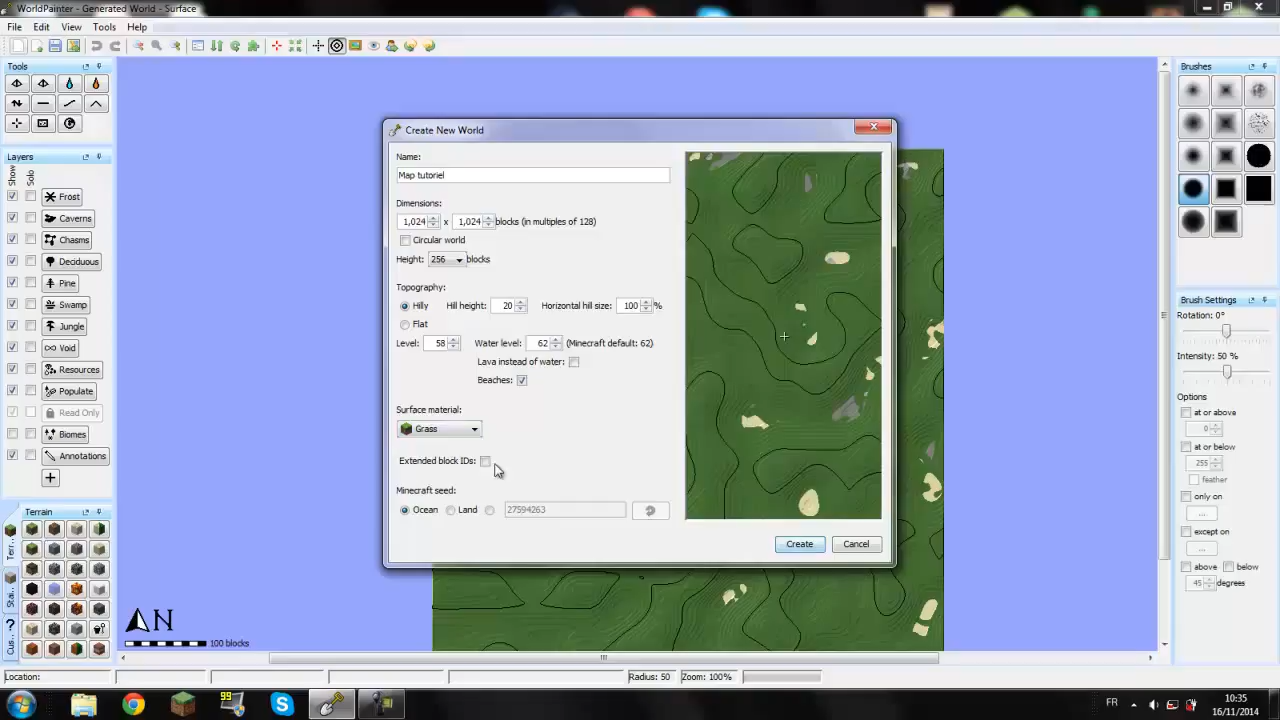 WorldPainter - Generated World - Surface
File Edit View Tools Help
Tools
Layers
Show
Solo
Frost
Caverns
Chasms
Deciduous
Pine
Swamp
Jungle
Void
Resources
Populate
Read Only
Biomes
Annotations
Terrain
Ter...
Sta...
Cus...
N
100 blocks
Create New World
Name:
Map tutoriel
Dimensions:
1,024 x 1,024 blocks (in multiples of 128)
Circular world
Height: 256 blocks
Topography:
Hilly Hill height: 20 Horizontal hill size: 100 %
Flat
Level: 58 Water level: 62 (Minecraft default: 62)
Lava instead of water:
Beaches:
Surface material:
Grass
Extended block IDs:
Minecraft seed:
Ocean Land 27594263
Create Cancel
Brushes
Brush Settings
Rotation: 0°
Intensity: 50 %
Options
at or above
0
at or below
255
feather
only on
...
except on
...
above below
45 degrees
Location: Radius: 50 Zoom: 100%
99
FR
10:35
16/11/2014